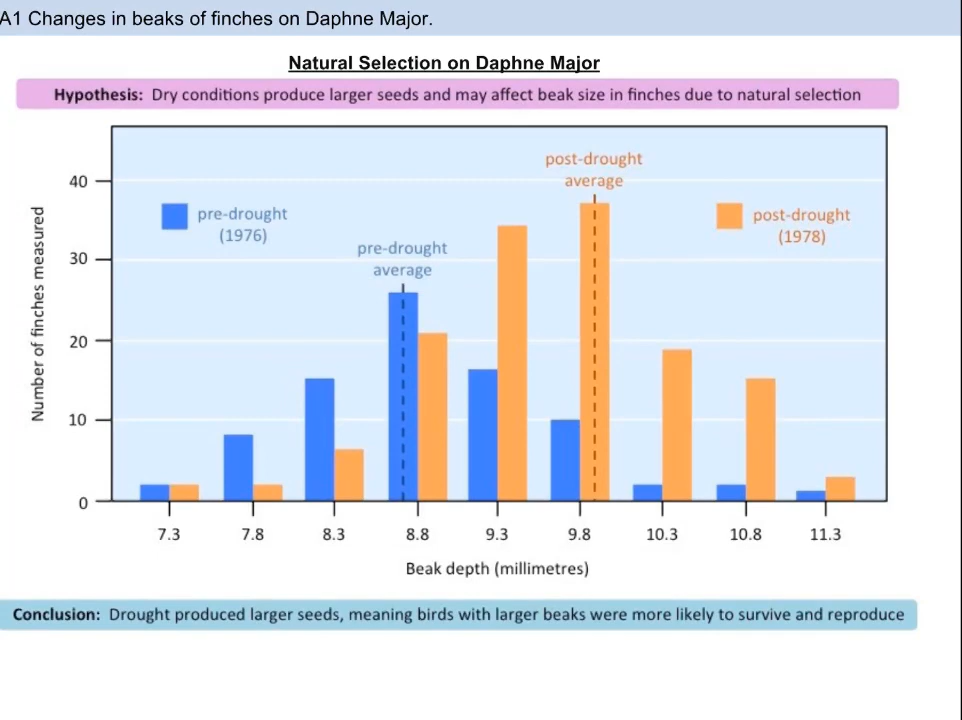 A1 Changes in beaks of finches on Daphne Major.
Natural Selection on Daphne Major
Hypothesis: Dry conditions produce larger seeds and may affect beak size in finches due to natural selection
post-drought
average
40
pre-drought
(1976)
post-drought
(1978)
pre-drought
average
30
20
10
0
Number of finches measured
7.3 7.8 8.3 8.8 9.3 9.8 10.3 10.8 11.3
Beak depth (millimetres)
Conclusion: Drought produced larger seeds, meaning birds with larger beaks were more likely to survive and reproduce